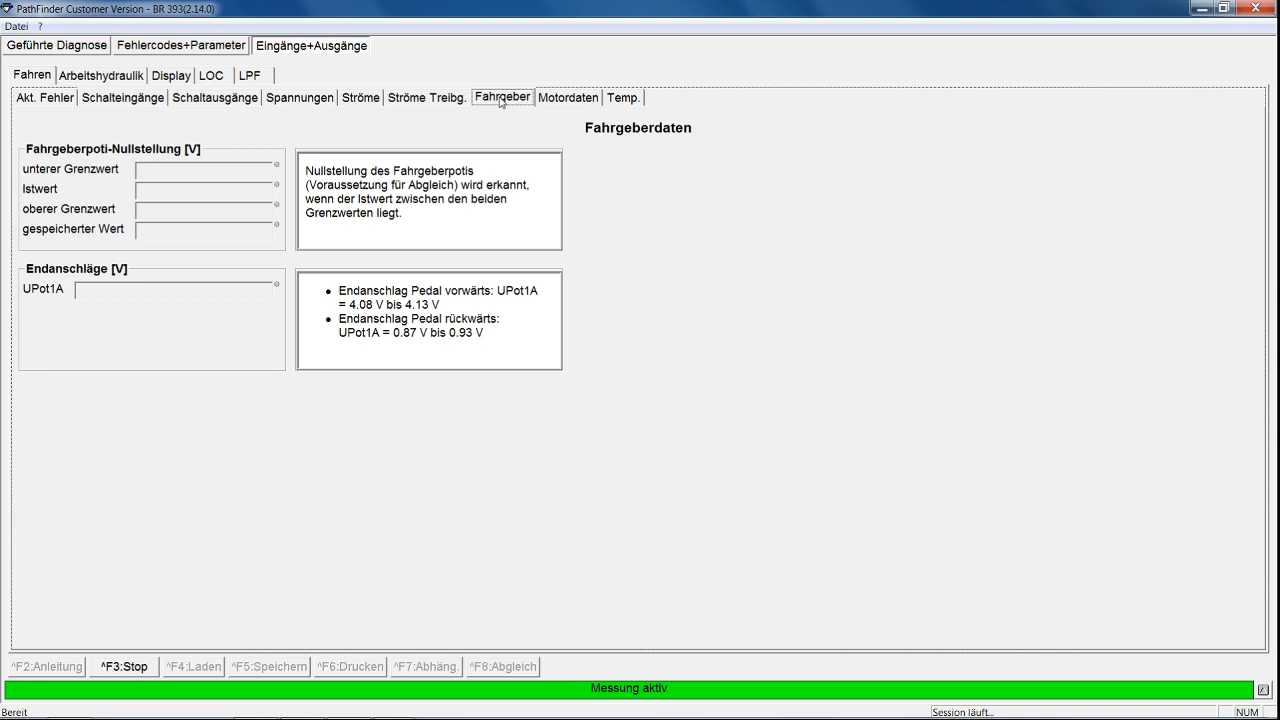 PathFinder Customer Version - BR 393(2.14.0)
Datei ?
Geführte Diagnose Fehlercodes+Parameter Eingänge+Ausgänge
Fahren Arbeitshydraulik Display LOC LPF
Akt. Fehler Schalteingänge Schaltausgänge Spannungen Ströme Ströme Treibg. Fahrgeber Motordaten Temp.
Fahrgeberdaten
Fahrgeberpoti-Nullstellung [V]
unterer Grenzwert
Istwert
oberer Grenzwert
gespeicherter Wert
Nullstellung des Fahrgeberpotis
(Voraussetzung für Abgleich) wird erkannt,
wenn der Istwert zwischen den beiden
Grenzwerten liegt.
Endanschläge [V]
UPot1A
• Endanschlag Pedal vorwärts: UPot1A
= 4.08 V bis 4.13 V
• Endanschlag Pedal rückwärts:
UPot1A = 0.87 V bis 0.93 V
^F2:Anleitung ^F3:Stop ^F4:Laden ^F5:Speichern ^F6:Drucken ^F7:Abhäng. ^F8:Abgleich
Messung aktiv
Bereit Session läuft... NUM